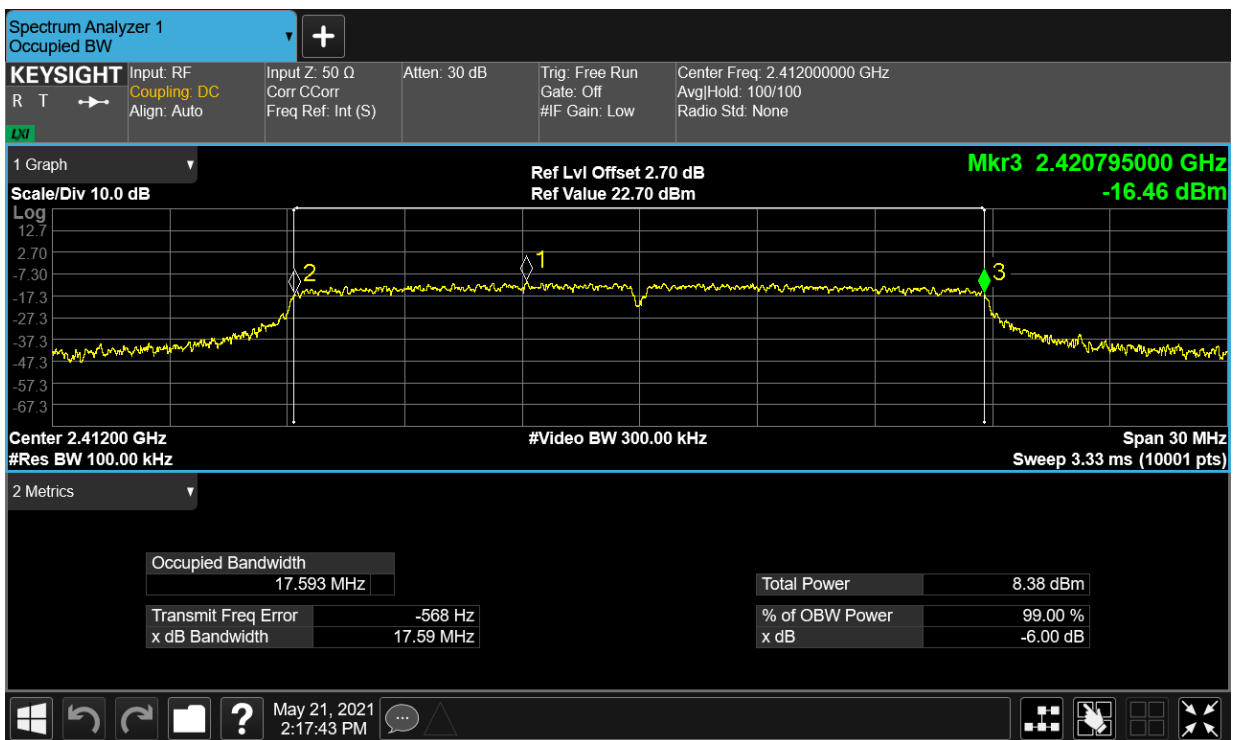 Spectrum Analyzer 1
Occupied BW
▼
+
KEYSIGHT
R T
LXI
Input: RF
Coupling: DC
Align: Auto
Input Z: 50 Ω
Corr CCorr
Freq Ref: Int (S)
Atten: 30 dB
Trig: Free Run
Gate: Off
#IF Gain: Low
Center Freq: 2.412000000 GHz
Avg|Hold: 100/100
Radio Std: None
1 Graph ▼
Scale/Div 10.0 dB
Ref Lvl Offset 2.70 dB
Ref Value 22.70 dBm
Mkr3 2.420795000 GHz
-16.46 dBm
Log
12.7
2.70
-7.30
-17.3
-27.3
-37.3
-47.3
-57.3
-67.3
2
1
3
Center 2.41200 GHz
#Res BW 100.00 kHz
#Video BW 300.00 kHz
Span 30 MHz
Sweep 3.33 ms (10001 pts)
2 Metrics ▼
Occupied Bandwidth
17.593 MHz
Transmit Freq Error -568 Hz
x dB Bandwidth 17.59 MHz
Total Power 8.38 dBm
% of OBW Power 99.00 %
x dB -6.00 dB
?
May 21, 2021
2:17:43 PM
...